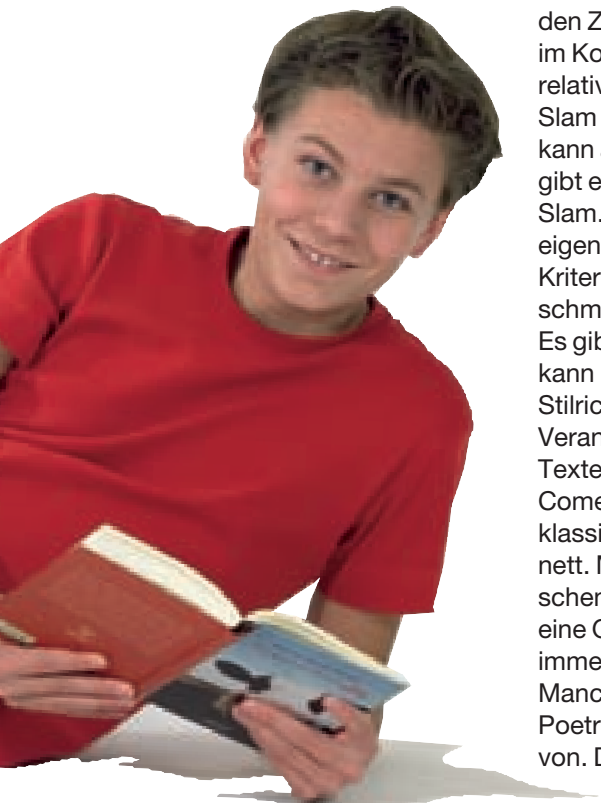 den Z
im Ko
relativ
Slam
kann
gibt e
Slam.
eigen
Kriter
schm
Es gib
kann
Stilric
Veran
Texte
Come
klassi
nett. N
schen
eine
imme
Manc
Poetr
von. D